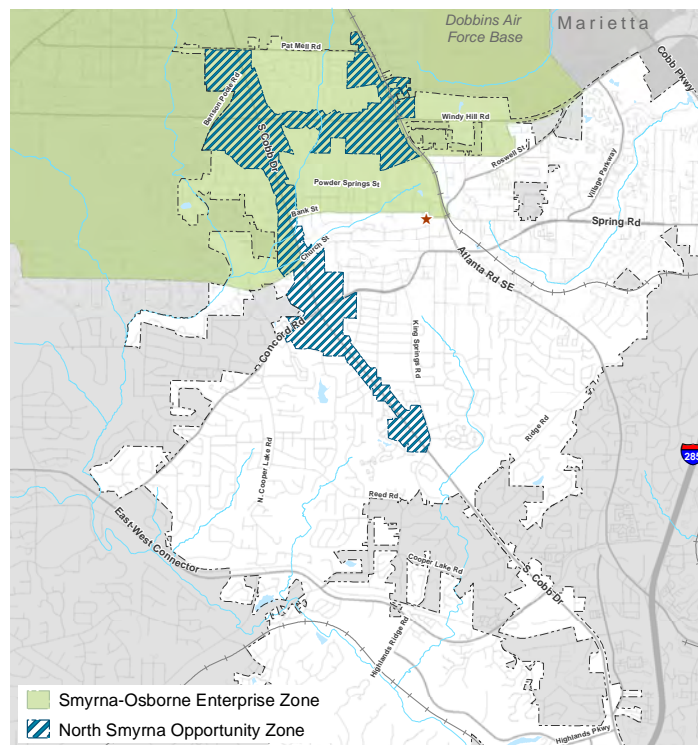 Dobbins Air
Force Base
Marietta
Cobb Pkwy
Pat Mell Rd
Benson Poole Rd
Windy Hill Rd
S Cobb Dr
Roswell St
Village Parkway
Powder Springs St
Bank St
Spring Rd
Church St
Atlanta Rd SE
Concord Rd
King Springs Rd
Ridge Rd
285
N. Cooper Lake Rd
Reed Rd
East-West Connector
Cooper Lake Rd
S. Cobb Dr
Highlands Ridge Rd
Highlands Pkwy
Smyrna-Osborne Enterprise Zone
North Smyrna Opportunity Zone